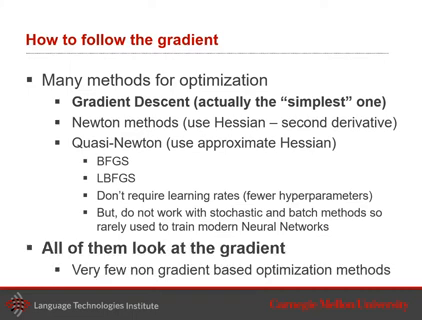 How to follow the gradient
▪ Many methods for optimization
▪ Gradient Descent (actually the “simplest” one)
▪ Newton methods (use Hessian – second derivative)
▪ Quasi-Newton (use approximate Hessian)
▪ BFGS
▪ LBFGS
▪ Don’t require learning rates (fewer hyperparameters)
▪ But, do not work with stochastic and batch methods so
rarely used to train modern Neural Networks
▪ All of them look at the gradient
▪ Very few non gradient based optimization methods
Language Technologies Institute
Carnegie Mellon University